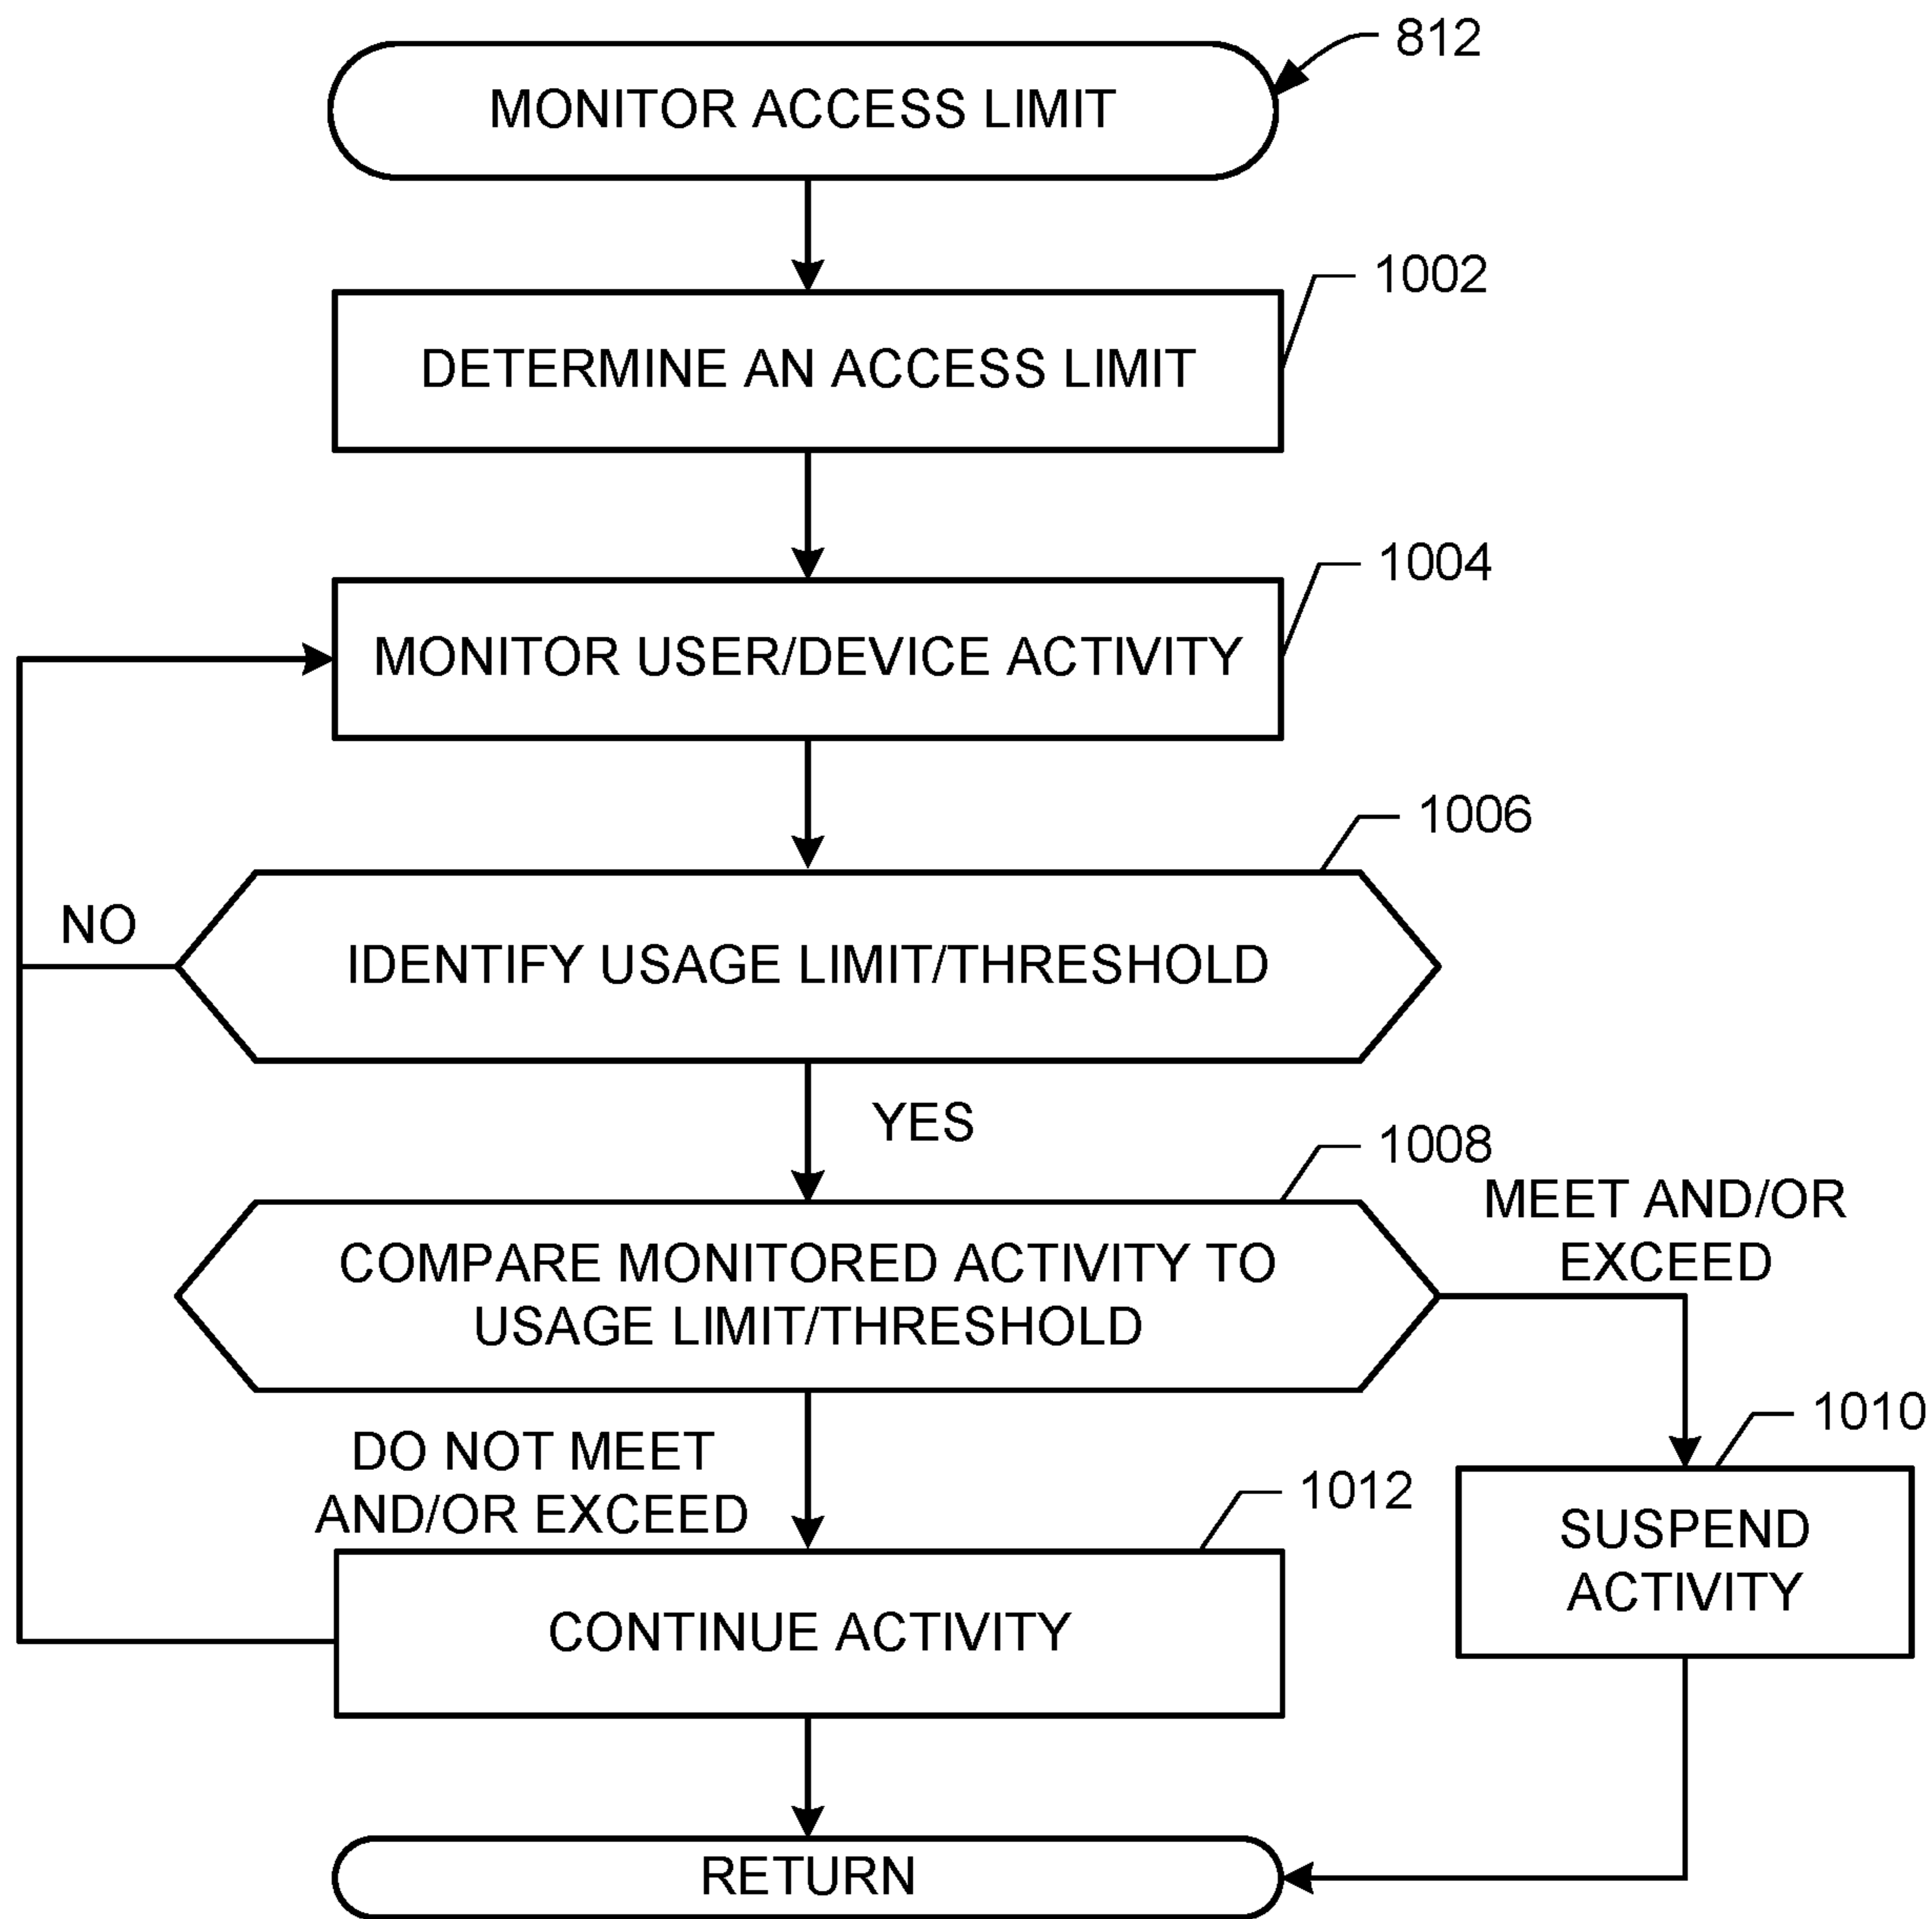 812
MONITOR ACCESS LIMIT
1002
DETERMINE AN ACCESS LIMIT
1004
MONITOR USER/DEVICE ACTIVITY
1006
NO
IDENTIFY USAGE LIMIT/THRESHOLD
YES
1008
MEET AND/OR
EXCEED
COMPARE MONITORED ACTIVITY TO
USAGE LIMIT/THRESHOLD
1010
DO NOT MEET
AND/OR EXCEED
1012
SUSPEND
ACTIVITY
CONTINUE ACTIVITY
RETURN